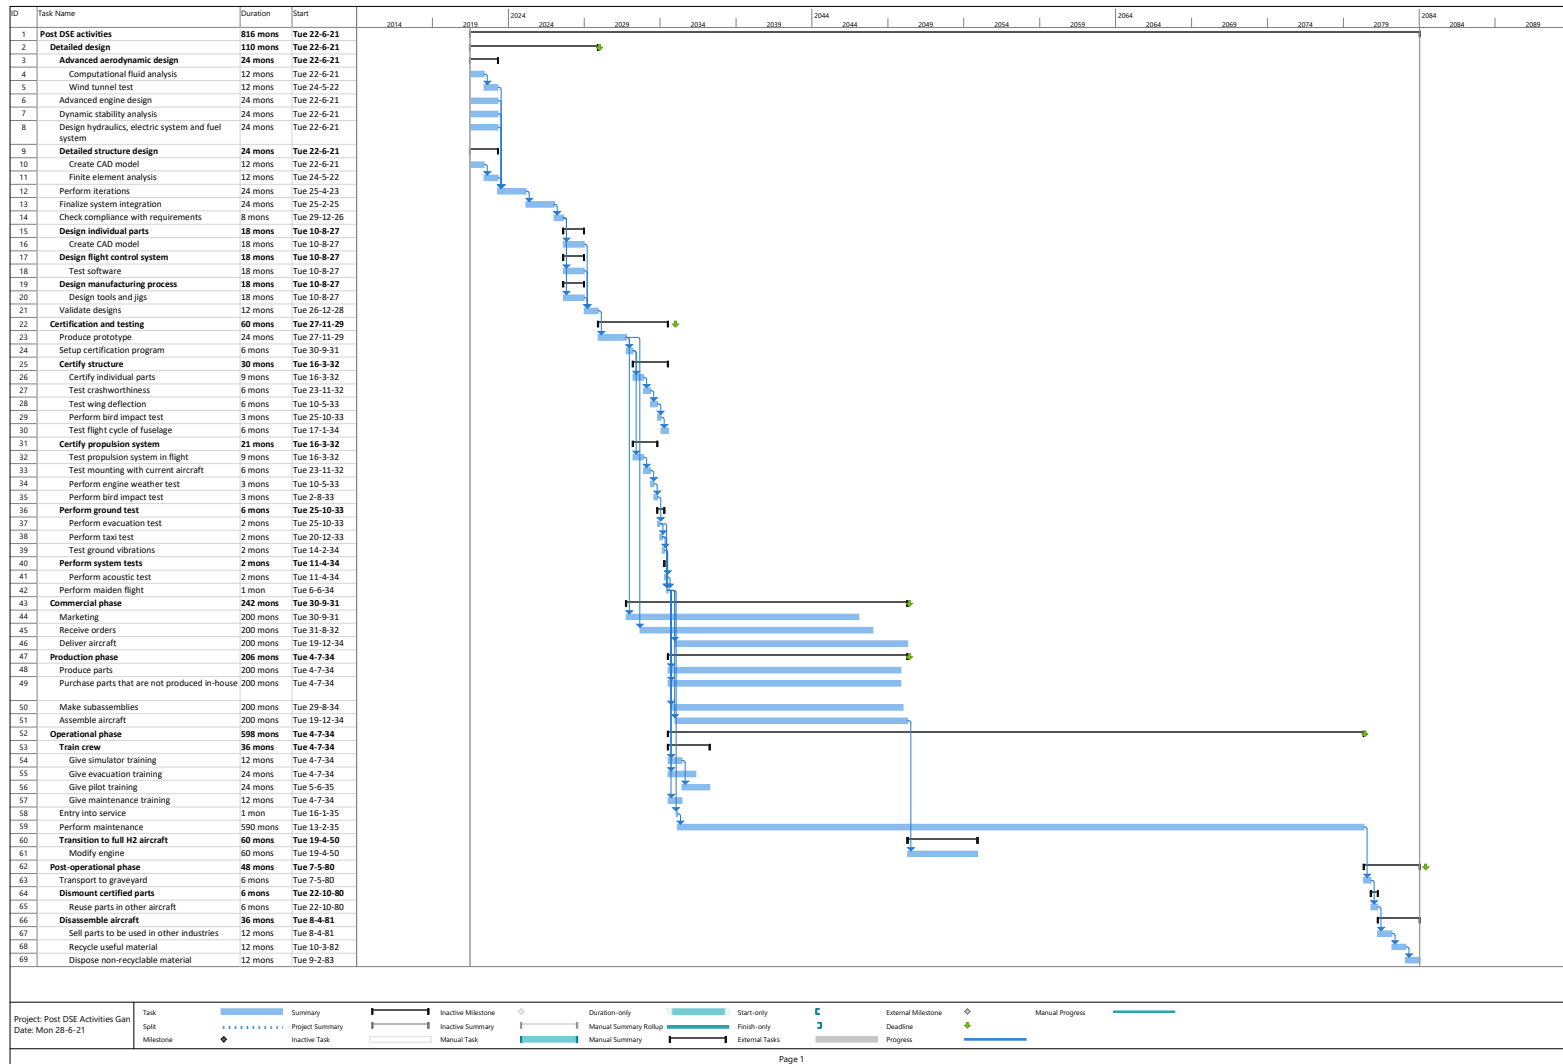 ID Task Name Duration Start 2024 2044 2064 2084
2014 2019 2024 2029 2034 2044 2049 2059 2064 2069 2074 2079 2084 2089
1 Post DSE activities 816 mons Tue 22-6-21
2 Detailed design 110 mons Tue 22-6-21
3 Advanced aerodynamic design 24 mons Tue 22-6-21
4 Computational fluid analysis 12 mons Tue 22-6-21
5 Wind tunnel test 12 mons Tue 24-5-22
6 Advanced engine design 24 mons Tue 22-6-21
7 Dynamic stability analysis 24 mons Tue 22-6-21
8 Design hydraulics, electric system and fuel 24 mons Tue 22-6-21
system
9 Detailed structure design 24 mons Tue 22-6-21
10 Create CAD model 12 mons Tue 22-6-21
11 Finite element analysis 12 mons Tue 24-5-22
12 Perform iterations 24 mons Tue 25-4-23
13 Finalize system integration 24 mons Tue 25-2-25
14 Check compliance with requirements 8 mons Tue 29-12-26
15 Design individual parts 18 mons Tue 10-8-27
16 Create CAD model 18 mons Tue 10-8-27
17 Design flight control system 18 mons Tue 10-8-27
18 Test software 18 mons Tue 10-8-27
19 Design manufacturing process 18 mons Tue 10-8-27
20 Design tools and jigs 18 mons Tue 10-8-27
21 Validate designs 12 mons Tue 26-12-28
22 Certification and testing 60 mons Tue 27-11-29
23 Produce prototype 24 mons Tue 27-11-29
24 Setup certification program 6 mons Tue 30-9-31
25 Certify structure 30 mons Tue 16-3-32
26 Certify individual parts 9 mons Tue 16-3-32
27 Test crashworthiness 6 mons Tue 23-11-32
28 Test wing deflection 6 mons Tue 10-5-33
29 Perform bird impact test 3 mons Tue 25-10-33
30 Test flight cycle of fuselage 6 mons Tue 17-1-34
31 Certify propulsion system 21 mons Tue 16-3-32
32 Test propulsion system in flight 9 mons Tue 16-3-32
33 Test mounting with current aircraft 6 mons Tue 23-11-32
34 Perform engine weather test 3 mons Tue 10-5-33
35 Perform bird impact test 3 mons Tue 2-8-33
36 Perform ground test 6 mons Tue 25-10-33
37 Perform evacuation test 2 mons Tue 25-10-33
38 Perform taxi test 2 mons Tue 20-12-33
39 Test ground vibrations 2 mons Tue 14-2-34
40 Perform system tests 2 mons Tue 11-4-34
41 Perform acoustic test 2 mons Tue 11-4-34
42 Perform maiden flight 1 mon Tue 6-6-34
43 Commercial phase 242 mons Tue 30-9-31
44 Marketing 200 mons Tue 30-9-31
45 Receive orders 200 mons Tue 31-8-32
46 Deliver aircraft 200 mons Tue 19-12-34
47 Production phase 206 mons Tue 4-7-34
48 Produce parts 200 mons Tue 4-7-34
49 Purchase parts that are not produced in-house 200 mons Tue 4-7-34
50 Make subassemblies 200 mons Tue 29-8-34
51 Assemble aircraft 200 mons Tue 19-12-34
52 Operational phase 598 mons Tue 4-7-34
53 Train crew 36 mons Tue 4-7-34
54 Give simulator training 12 mons Tue 4-7-34
55 Give evacuation training 24 mons Tue 4-7-34
56 Give pilot training 24 mons Tue 5-6-35
57 Give maintenance training 12 mons Tue 4-7-34
58 Entry into service 1 mon Tue 16-1-35
59 Perform maintenance 590 mons Tue 13-2-35
60 Transition to full H2 aircraft 60 mons Tue 19-4-50
61 Modify engine 60 mons Tue 19-4-50
62 Post-operational phase 48 mons Tue 7-5-80
63 Transport to graveyard 6 mons Tue 7-5-80
64 Dismount certified parts 6 mons Tue 22-10-80
65 Reuse parts in other aircraft 6 mons Tue 22-10-80
66 Disassemble aircraft 36 mons Tue 8-4-81
67 Sell parts to be used in other industries 12 mons Tue 8-4-81
68 Recycle useful material 12 mons Tue 10-3-82
69 Dispose non-recyclable material 12 mons Tue 9-2-83
Project: Post DSE Activities Gan
Date: Mon 28-6-21
Task Summary Inactive Milestone Duration-only Start-only External Milestone Manual Progress
Split Project Summary Inactive Summary Manual Summary Rollup Finish-only Deadline
Milestone Inactive Task Manual Task Manual Summary External Tasks Progress
Page 1